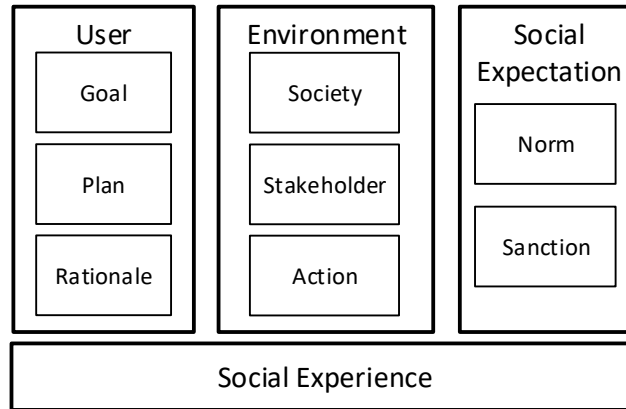 User
Goal
Plan
Rationale
Environment
Society
Stakeholder
Action
Social
Expectation
Norm
Sanction
Social Experience